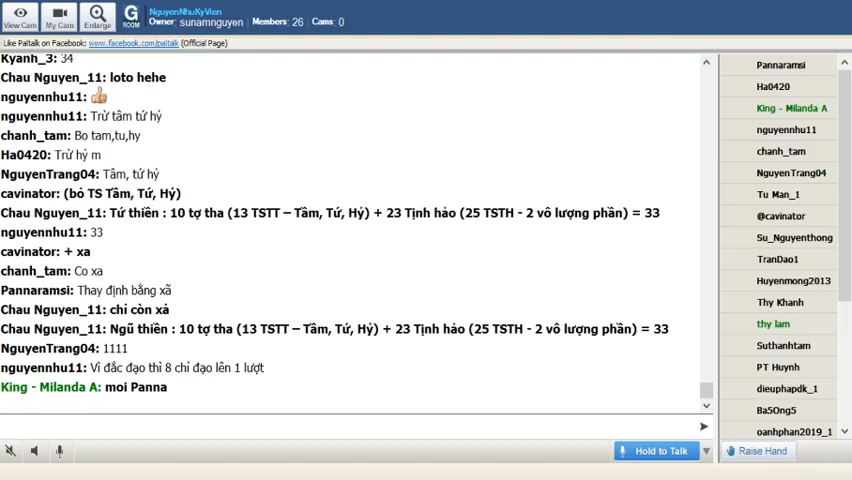 View Cam
My Cam
Enlarge
G
ROOM
NguyenNhuKyVien
Owner: sunamnguyen Members: 26 Cams: 0
Like Paltalk on Facebook: www.facebook.com/paltalk (Official Page)
Kyanh_3: 34
Chau Nguyen_11: loto hehe
nguyennhu11:
nguyennhu11: Trừ tâm tứ hỷ
chanh_tam: Bo tam,tu,hy
Ha0420: Trừ hỷ m
NguyenTrang04: Tâm, tứ hỷ
cavinator: (bỏ TS Tầm, Tứ, Hỷ)
Chau Nguyen_11: Tứ thiền : 10 tợ tha (13 TSTT – Tầm, Tứ, Hỷ) + 23 Tịnh hảo (25 TSTH - 2 vô lượng phần) = 33
nguyennhu11: 33
cavinator: + xa
chanh_tam: Co xa
Pannaramsi: Thay định bằng xã
Chau Nguyen_11: chỉ còn xả
Chau Nguyen_11: Ngũ thiền : 10 tợ tha (13 TSTT – Tầm, Tứ, Hỷ) + 23 Tịnh hảo (25 TSTH - 2 vô lượng phần) = 33
NguyenTrang04: 1111
nguyennhu11: Vì đắc đạo thì 8 chỉ đạo lên 1 lượt
King - Milanda A: moi Panna
Hold to Talk
Pannaramsi
Ha0420
King - Milanda A
nguyennhu11
chanh_tam
NguyenTrang04
Tu Man_1
@cavinator
Su_Nguyenthong
TranDao1
Huyenmong2013
Thy Khanh
thy lam
Suthanhtam
PT Huynh
dieuphapdk_1
Ba5Ong5
oanhphan2019_1
Raise Hand